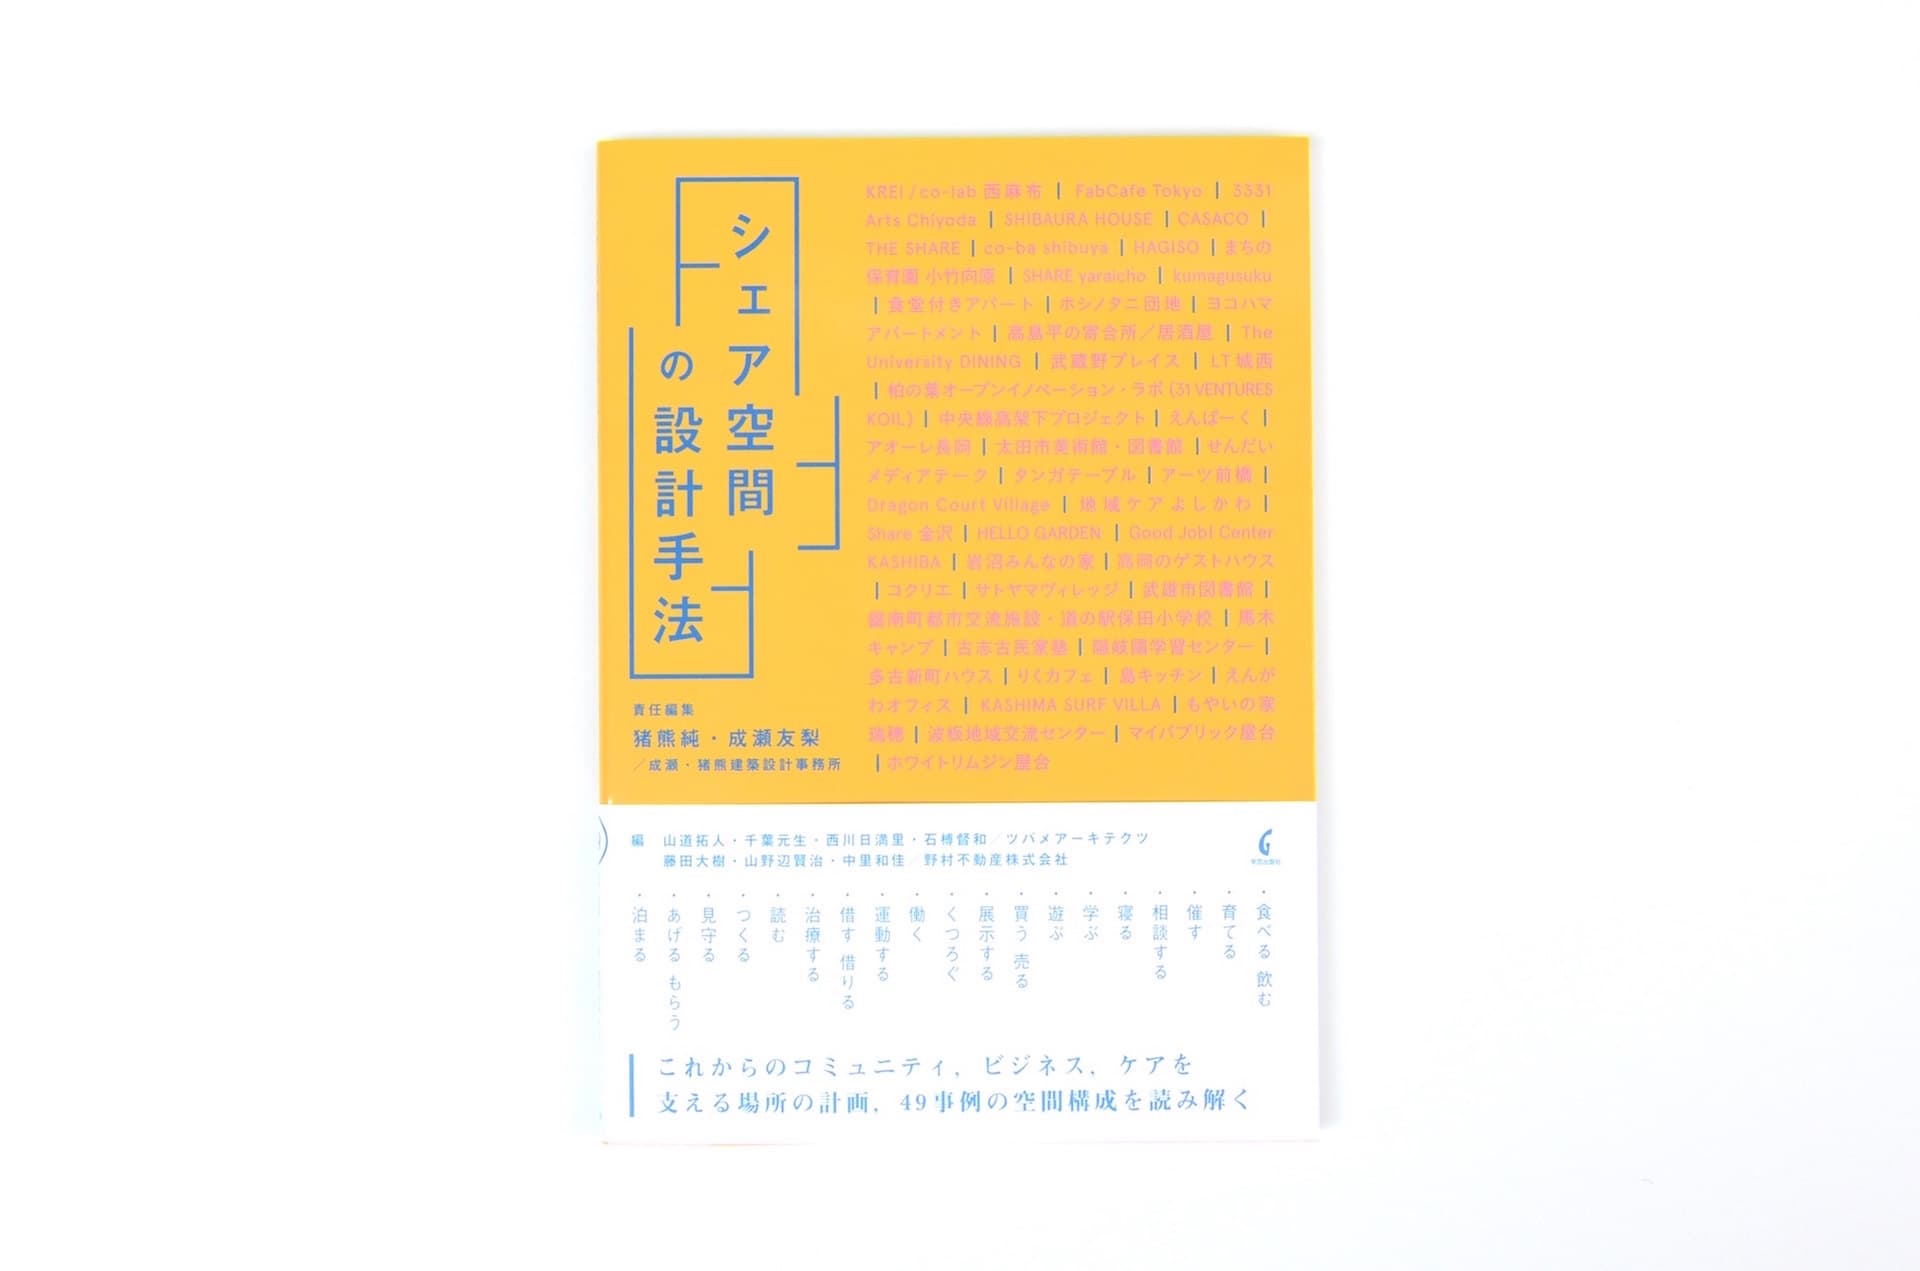 シェア空間
の設計手法
責任編集
猪熊純・成瀬友梨
／成瀬・猪熊建築設計事務所
KREI / co-lab 西麻布 | FabCafe Tokyo | 3331
Arts Chiyoda | SHIBAURA HOUSE | CASACO |
THE SHARE | co-ba shibuya | HAGISO | まちの
保育園 小竹向原 | SHARE yaraicho | kumagusuku
| 食堂付きアパート | ホシノタニ団地 | ヨコハマ
アパートメント | 高島平の寄合所／居酒屋 | The
University DINING | 武蔵野プレイス | LT城西
| 柏の葉オープンイノベーション・ラボ (31 VENTURES
KOIL) | 中央線高架下プロジェクト | えんぱーく |
アオーレ長岡 | 太田市美術館・図書館 | せんだい
メディアテーク | タンガテーブル | アーツ前橋 |
Dragon Court Village | 地域ケアよしかわ |
Share 金沢 | HELLO GARDEN | Good Job! Center
KASHIBA | 岩沼みんなの家 | 高岡のゲストハウス
| コクリエ | サトヤマヴィレッジ | 武雄市図書館 |
鋸南町都市交流施設・道の駅保田小学校 | 馬木
キャンプ | 古志古民家塾 | 隠岐國学習センター |
多古新町ハウス | りくカフェ | 島キッチン | えんが
わオフィス | KASHIMA SURF VILLA | もやいの家
瑞穂 | 波板地域交流センター | マイパブリック屋台
| ホワイトリムジン屋台
編 山道拓人・千葉元生・西川日満里・石榑督和／ツバメアーキテクツ
藤田大樹・山野辺賢治・中里和佳／野村不動産株式会社
学芸出版社
・食べる 飲む
・育てる
・催す
・相談する
・寝る
・学ぶ
・遊ぶ
・買う 売る
・展示する
・くつろぐ
・働く
・運動する
・借す 借りる
・治療する
・読む
・つくる
・見守る
・あげる もらう
・泊まる
これからのコミュニティ，ビジネス，ケアを
支える場所の計画，49事例の空間構成を読み解く